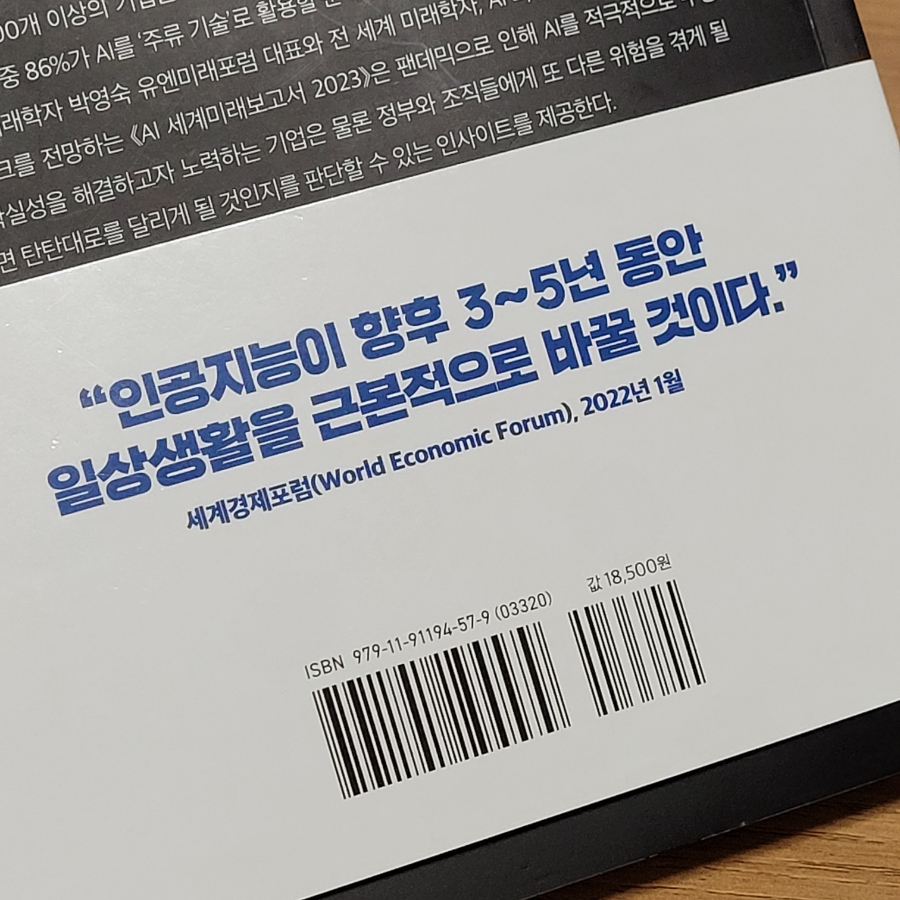 00개 이상의 기업은
중 86%가 AI를 '주류 기술'로 활용할
래학자 박영숙 유엔미래포럼 대표와 전 세계 미래학자,
크를 전망하는 《AI 세계미래보고서 2023》은 팬데믹으로 인해 AI를 적극적으로
확실성을 해결하고자 노력하는 기업은 물론 정부와 조직들에게 또 다른 위험을 겪게 될
면 탄탄대로를 달리게 될 것인지를 판단할 수 있는 인사이트를 제공한다.
“인공지능이 향후 3~5년 동안
일상생활을 근본적으로 바꿀 것이다.”
세계경제포럼(World Economic Forum), 2022년 1월
ISBN 979-11-91194-57-9 (03320)
값 18,500원